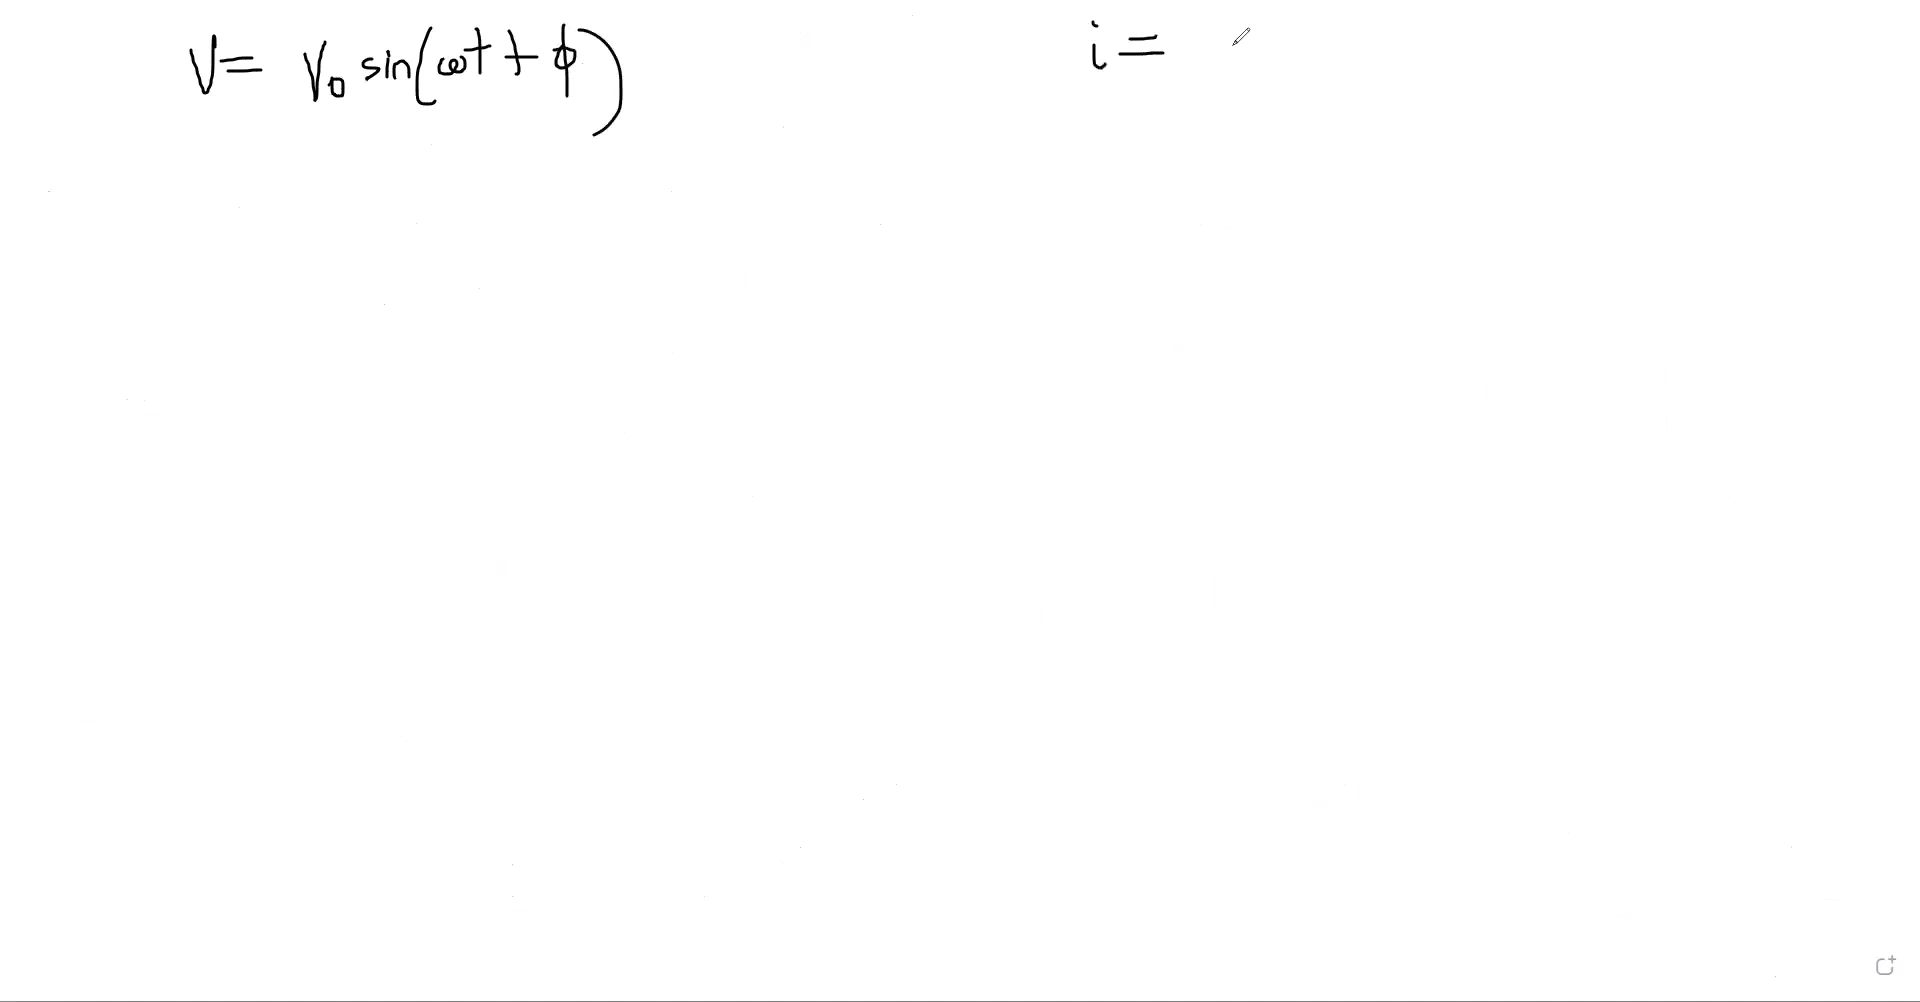 V = V₀ sin(ωt + ϕ)
i =